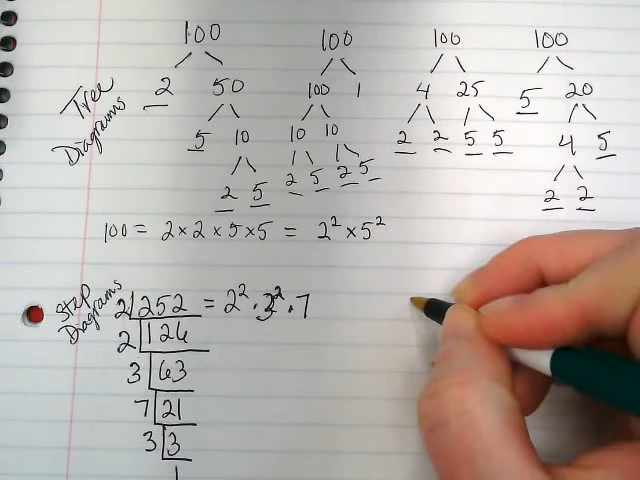 Tree Diagrams
100 100 100 100
2 50 100 1 4 25 5 20
5 10 10 10 2 2 5 5 4 5
2 5 2 5 2 5 2 2
100 = 2 × 2 × 5 × 5 = 2² × 5²
Step Diagrams
2 252 = 2² · 3² · 7
2 126
3 63
7 21
3 3
1